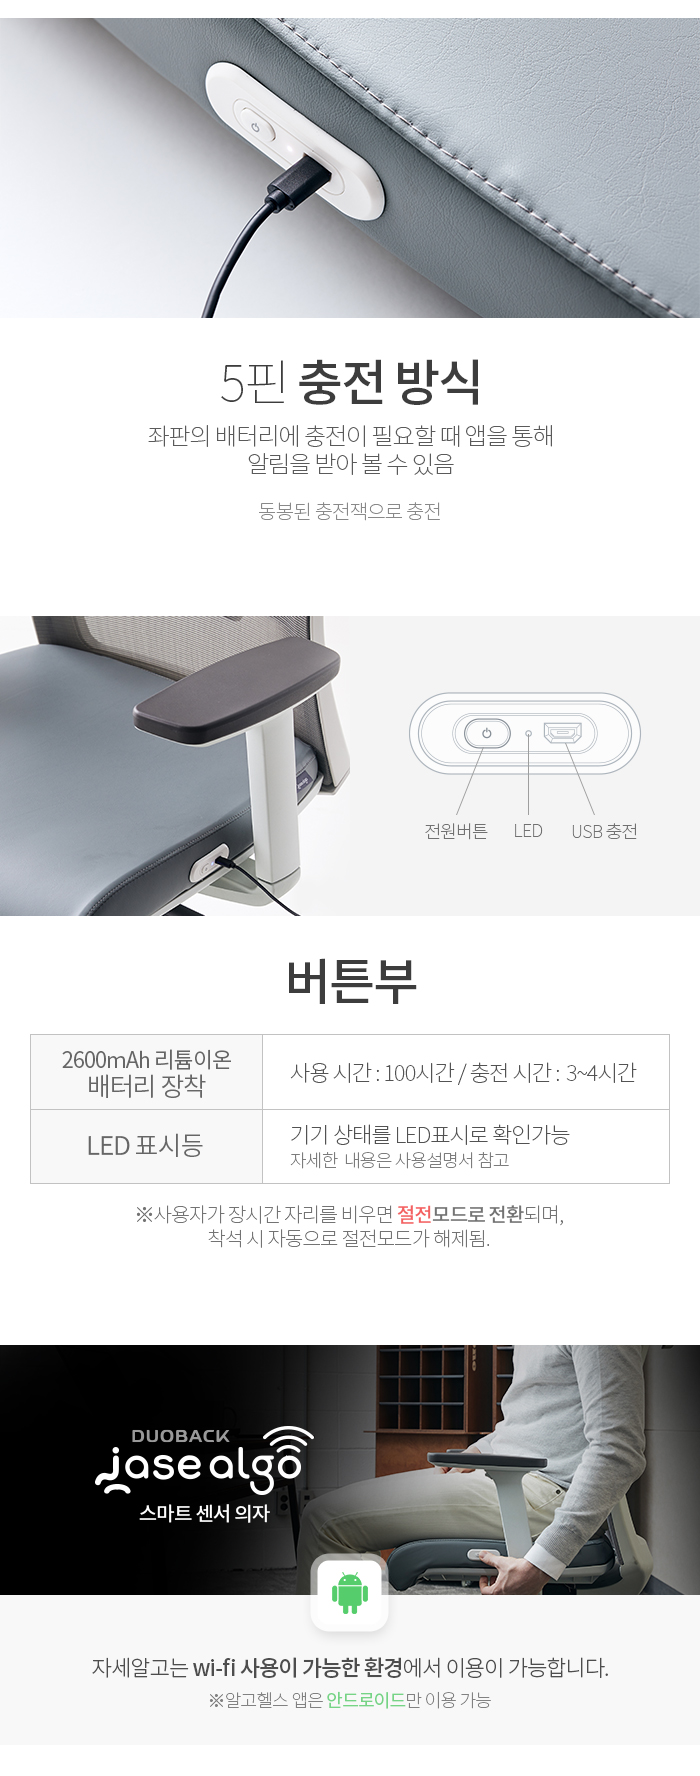 5핀 충전 방식
좌판의 배터리에 충전이 필요할 때 앱을 통해
알림을 받아 볼 수 있음
동봉된 충전잭으로 충전
전원버튼 LED USB 충전
버튼부
2600mAh 리튬이온
배터리 장착
사용 시간 : 100시간 / 충전 시간 : 3~4시간
LED 표시등
기기 상태를 LED표시로 확인가능
자세한 내용은 사용설명서 참고
※사용자가 장시간 자리를 비우면 절전모드로 전환되며,
착석 시 자동으로 절전모드가 해제됨.
DUOBACK
jase algo
스마트 센서 의자
자세알고는 wi-fi 사용이 가능한 환경에서 이용이 가능합니다.
※알고헬스 앱은 안드로이드만 이용 가능